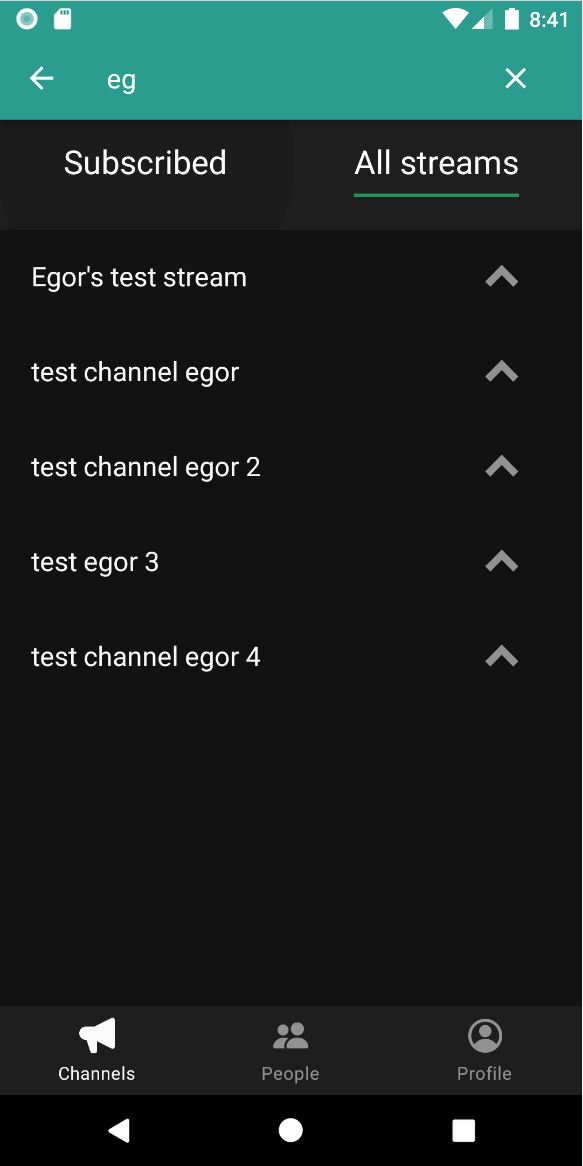 8:41
eg
Subscribed
All streams
Egor's test stream
test channel egor
test channel egor 2
test egor 3
test channel egor 4
Channels
People
Profile